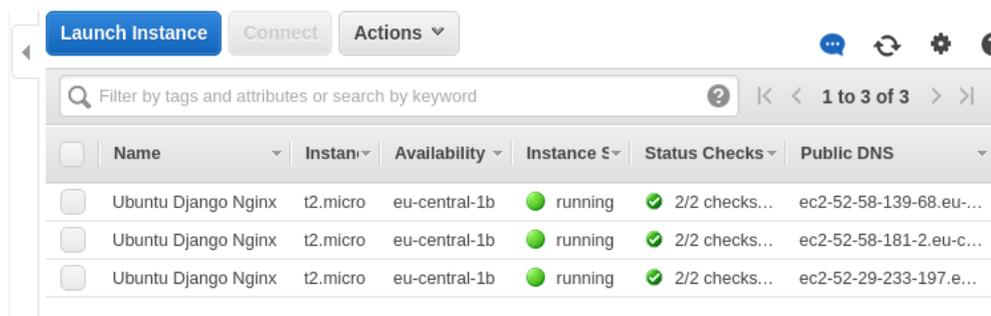 Launch Instance Connect Actions
Filter by tags and attributes or search by keyword ? 1 to 3 of 3
Name Instan Availability Instance S Status Checks Public DNS
Ubuntu Django Nginx t2.micro eu-central-1b running 2/2 checks... ec2-52-58-139-68.eu-...
Ubuntu Django Nginx t2.micro eu-central-1b running 2/2 checks... ec2-52-58-181-2.eu-c...
Ubuntu Django Nginx t2.micro eu-central-1b running 2/2 checks... ec2-52-29-233-197.e...